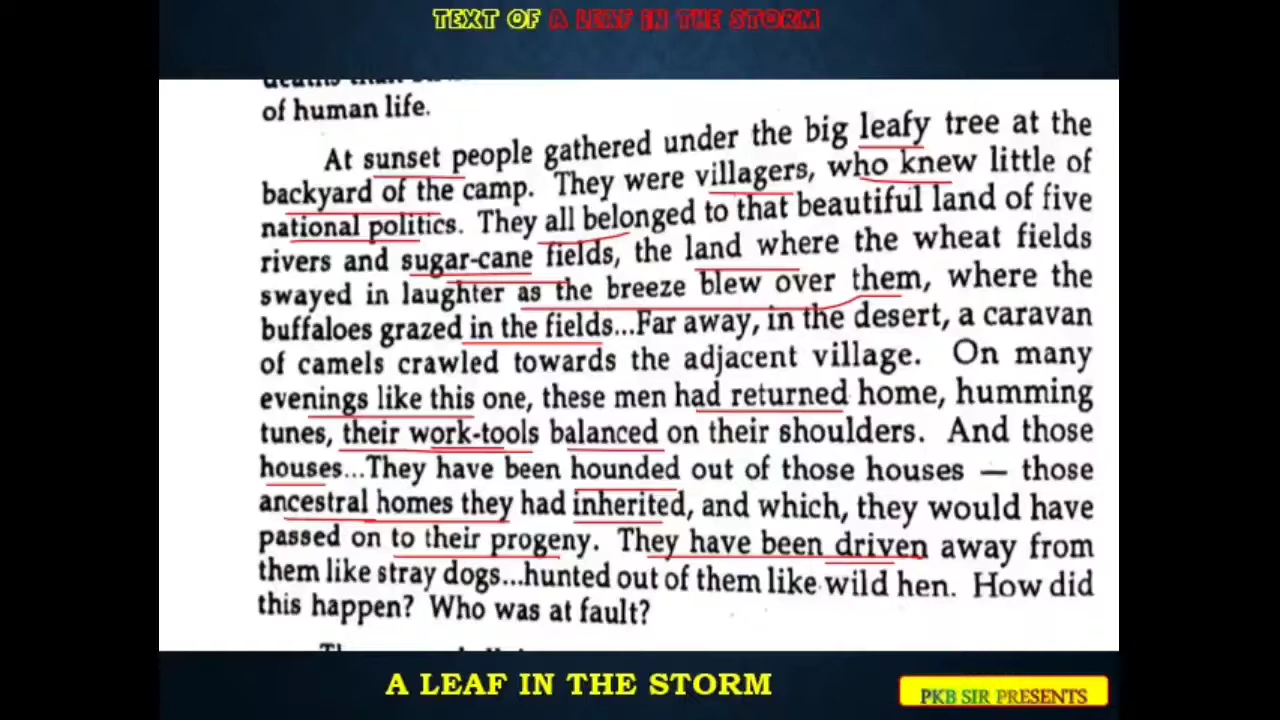 TEXT OF A LEAF IN THE STORM
of human life.
At sunset people gathered under the big leafy tree at the
backyard of the camp. They were villagers, who knew little of
national politics. They all belonged to that beautiful land of five
rivers and sugar-cane fields, the land where the wheat fields
swayed in laughter as the breeze blew over them, where the
buffaloes grazed in the fields...Far away, in the desert, a caravan
of camels crawled towards the adjacent village. On many
evenings like this one, these men had returned home, humming
tunes, their work-tools balanced on their shoulders. And those
houses...They have been hounded out of those houses — those
ancestral homes they had inherited, and which, they would have
passed on to their progeny. They have been driven away from
them like stray dogs...hunted out of them like wild hen. How did
this happen? Who was at fault?
A LEAF IN THE STORM
PKB SIR PRESENTS